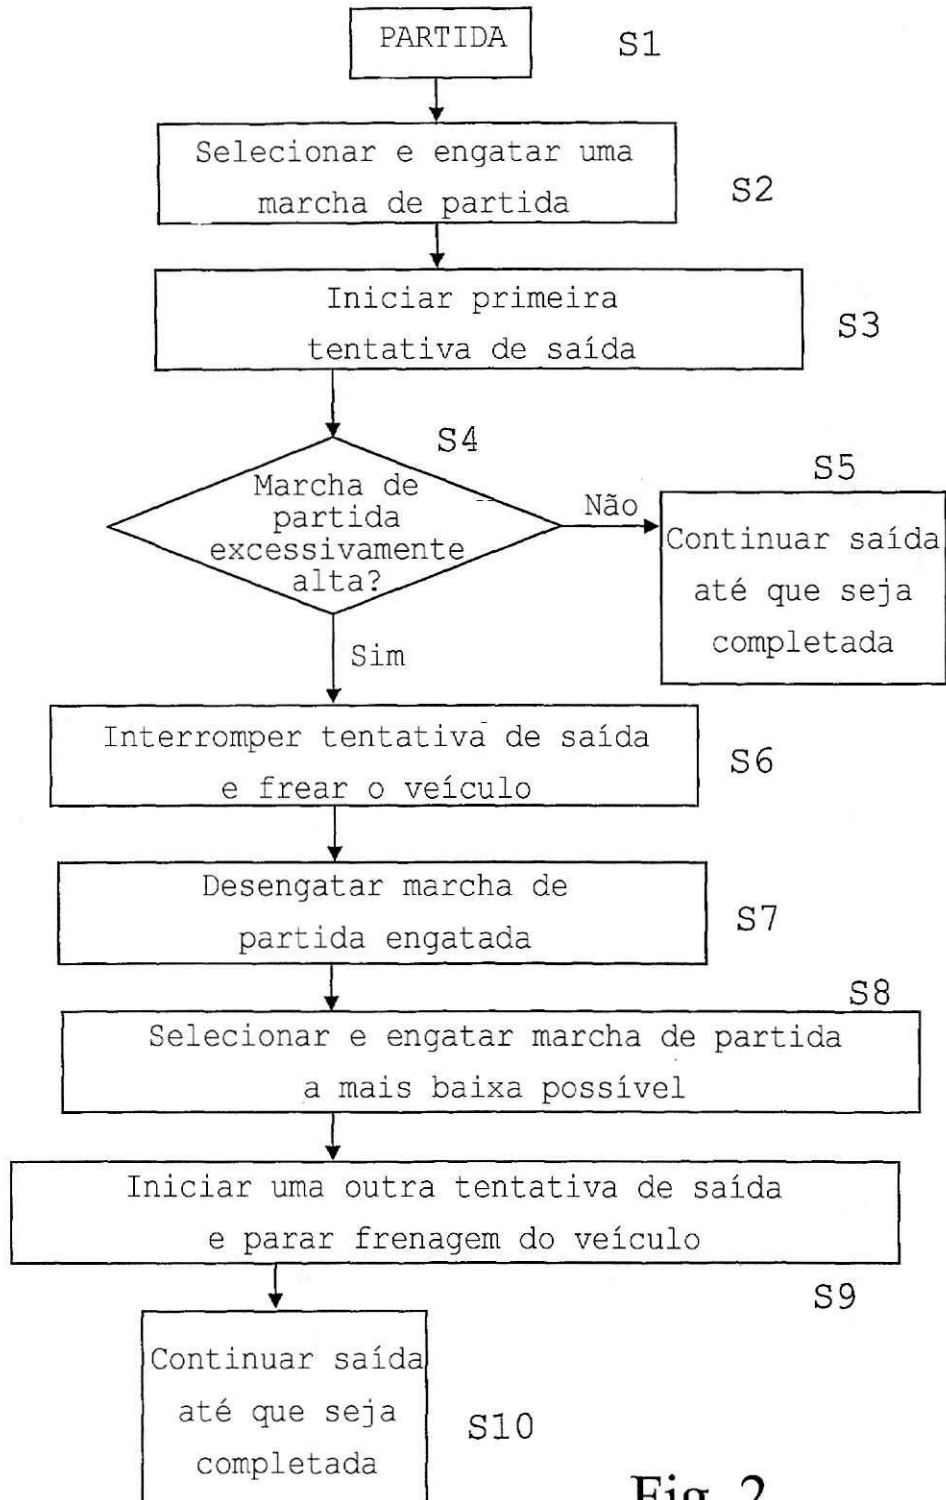 PARTIDA
S1
Selecionar e engatar uma
marcha de partida
S2
Iniciar primeira
tentativa de saída
S3
S4
Marcha de
partida
excessivamente
alta?
Não
S5
Continuar saída
até que seja
completada
Sim
Interromper tentativa de saída
e frear o veículo
S6
Desengatar marcha de
partida engatada
S7
S8
Selecionar e engatar marcha de partida
a mais baixa possível
Iniciar uma outra tentativa de saída
e parar frenagem do veículo
S9
Continuar saída
até que seja
completada
S10
Fig. 2